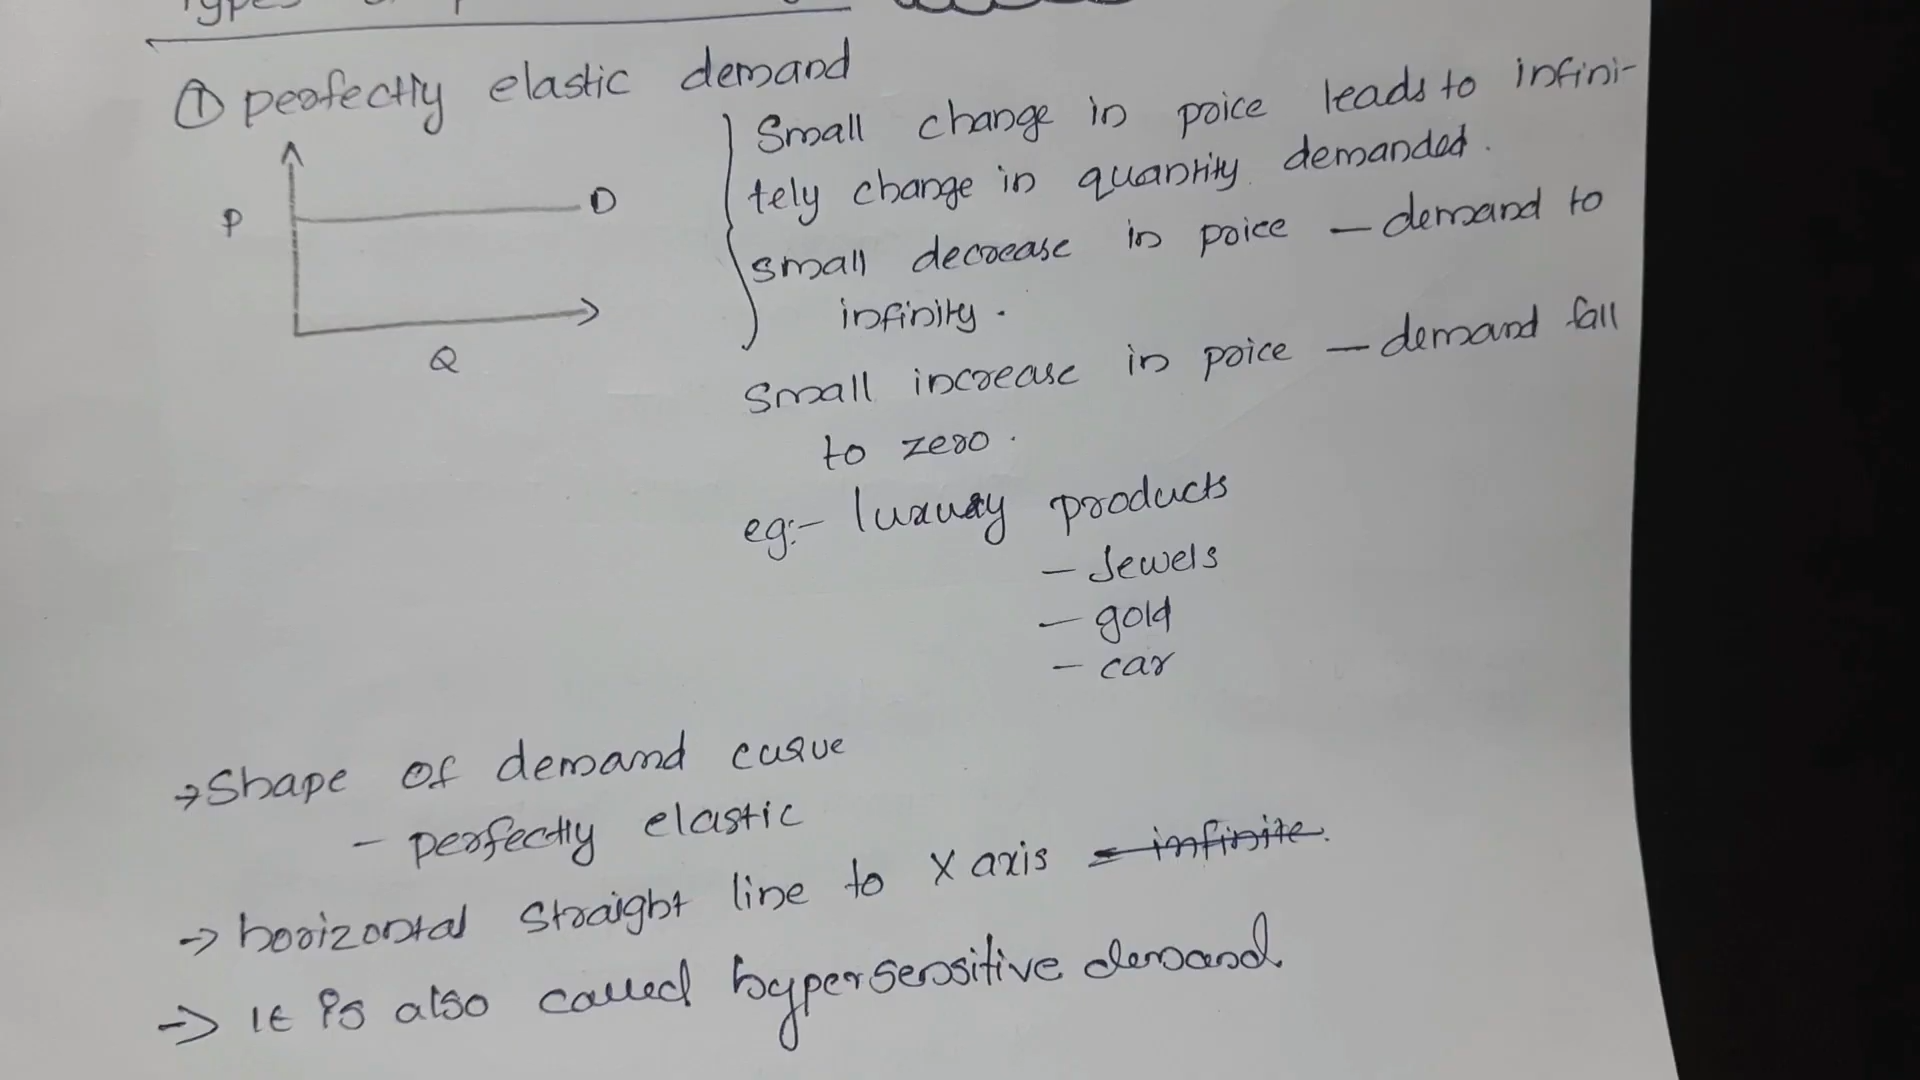 Types
① perfectly elastic demand
P
D
Q
Small change in price leads to infini-
tely change in quantity demanded.
small decrease in price — demand to
infinity.
Small increase in price — demand fall
to zero.
eg:- luxury products
- Jewels
- gold
- car
→ Shape of demand curve
- perfectly elastic
→ horizontal straight line to X axis - infinite.
→ It is also called hypersensitive demand